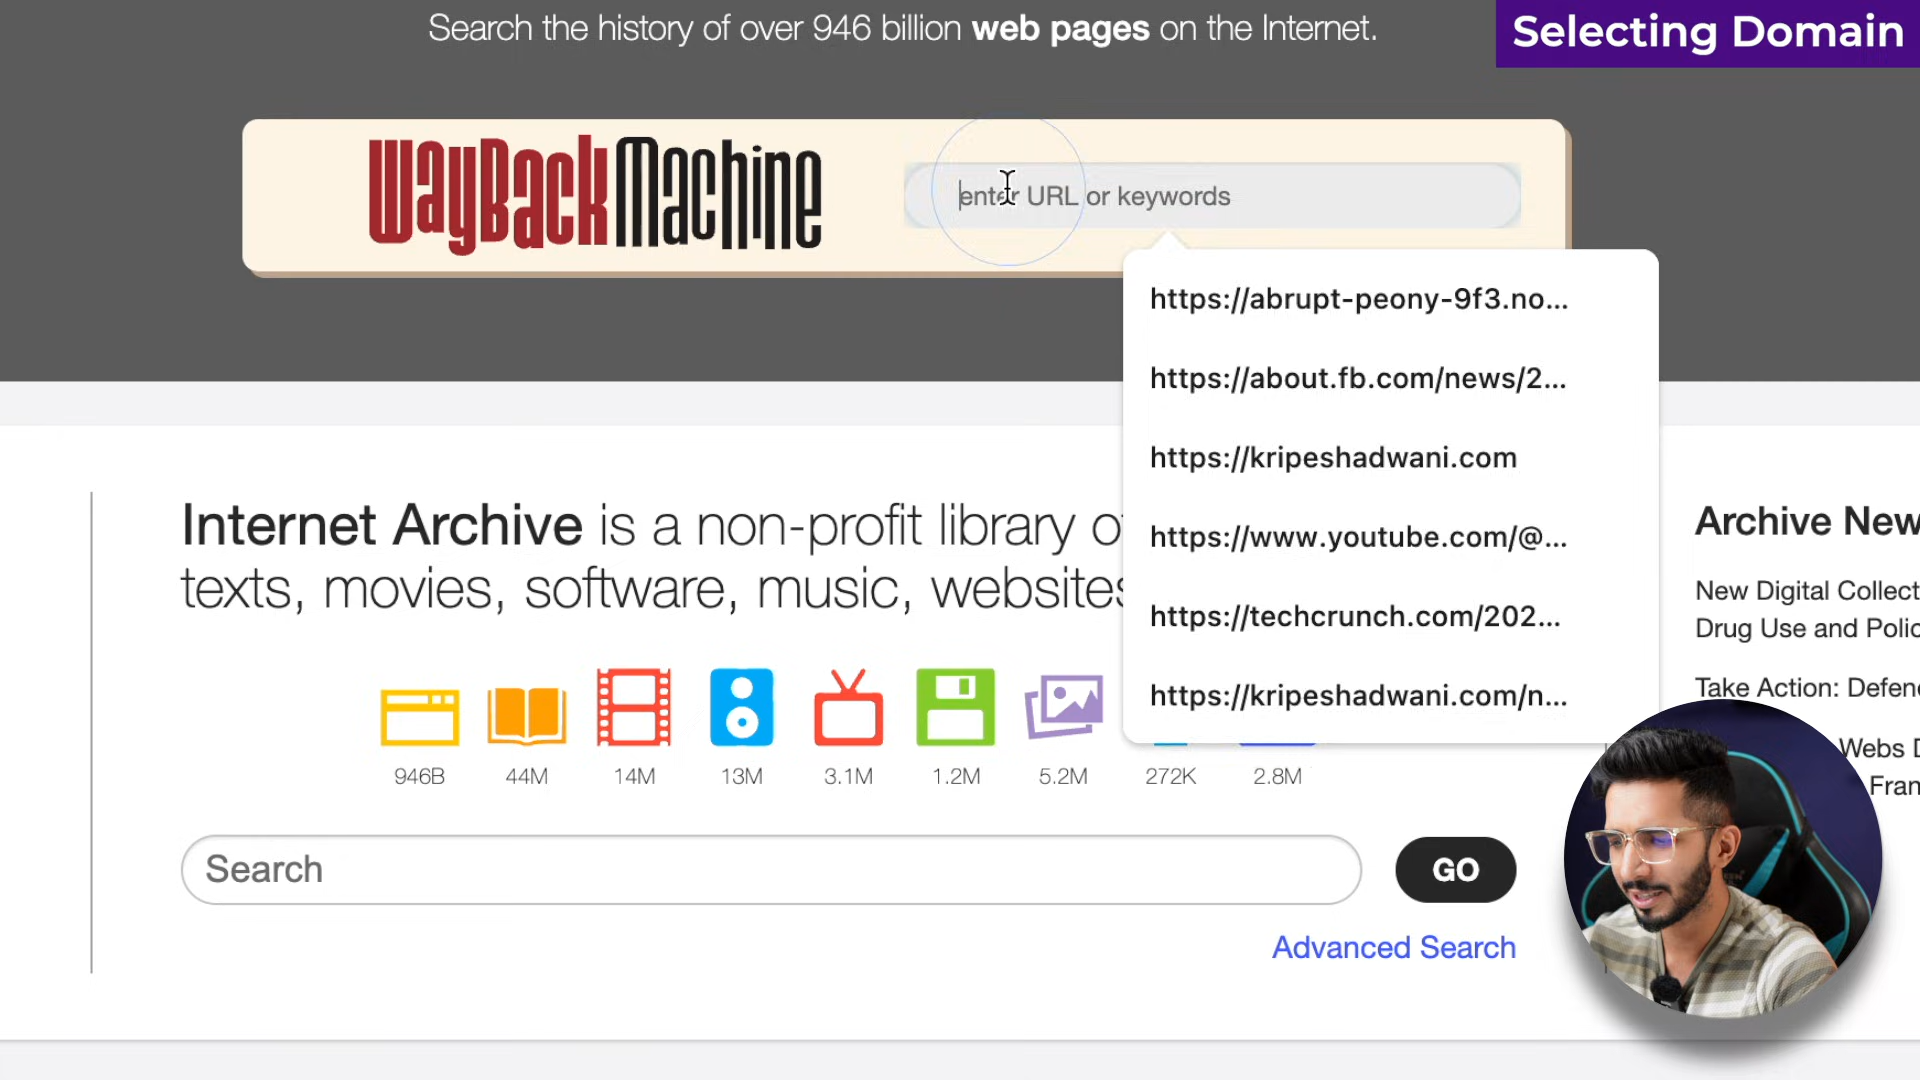 Search the history of over 946 billion web pages on the Internet.
Selecting Domain
WayBackMachine
enter URL or keywords
https://abrupt-peony-9f3.no...
https://about.fb.com/news/2...
https://kripeshadwani.com
https://www.youtube.com/@...
https://techcrunch.com/202...
https://kripeshadwani.com/n...
Internet Archive is a non-profit library o
texts, movies, software, music, websites
946B 44M 14M 13M 3.1M 1.2M 5.2M 272K 2.8M
Search
GO
Advanced Search
Archive New
New Digital Collect
Drug Use and Polic
Take Action: Defen
Webs D
Fran